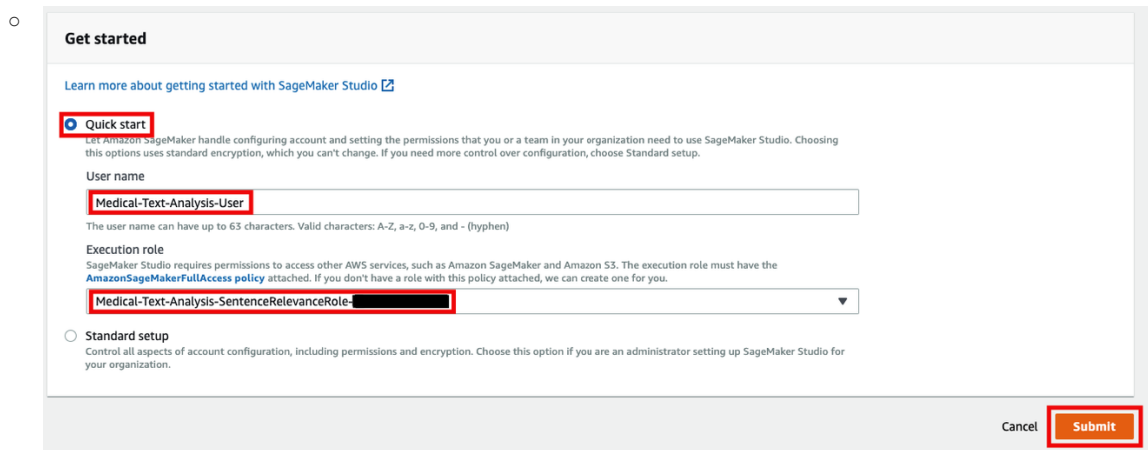 Get started
Learn more about getting started with SageMaker Studio
Quick start
Let Amazon SageMaker handle configuring account and setting the permissions that you or a team in your organization need to use SageMaker Studio. Choosing
this options uses standard encryption, which you can't change. If you need more control over configuration, choose Standard setup.
User name
Medical-Text-Analysis-User
The user name can have up to 63 characters. Valid characters: A-Z, a-z, 0-9, and - (hyphen)
Execution role
SageMaker Studio requires permissions to access other AWS services, such as Amazon SageMaker and Amazon S3. The execution role must have the
AmazonSageMakerFullAccess policy attached. If you don't have a role with this policy attached, we can create one for you.
Medical-Text-Analysis-SentenceRelevanceRole-
Standard setup
Control all aspects of account configuration, including permissions and encryption. Choose this option if you are an administrator setting up SageMaker Studio for
your organization.
Cancel Submit